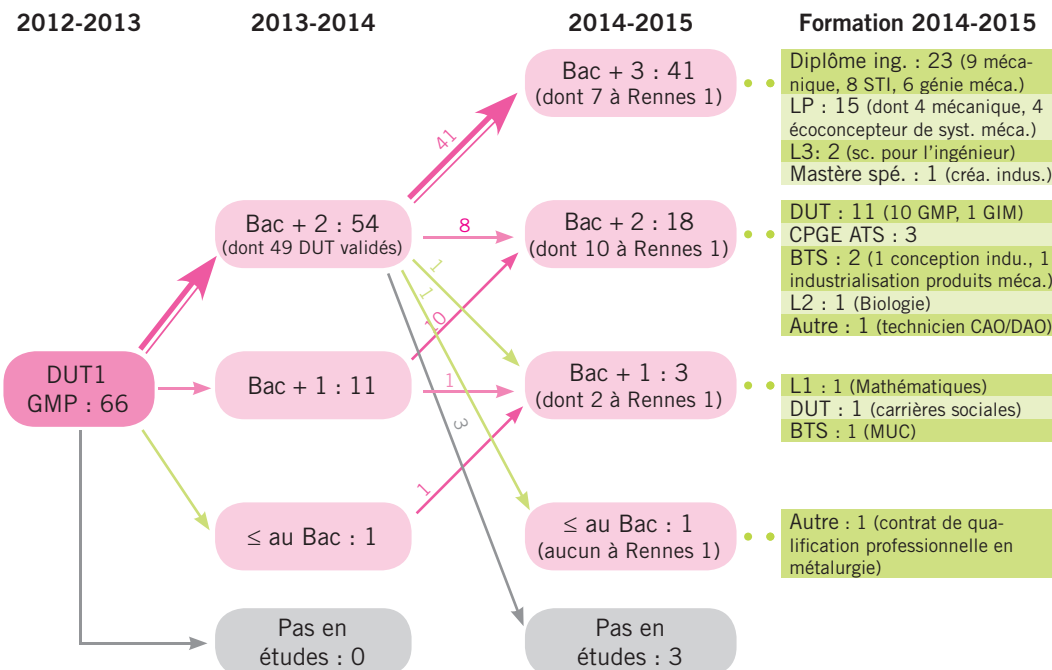 2012-2013
2013-2014
2014-2015
Formation 2014-2015
DUT1
GMP : 66
Bac + 2 : 54
(dont 49 DUT validés)
Bac + 1 : 11
≤ au Bac : 1
Pas en
études : 0
41
8
1
1
10
1
3
1
Bac + 3 : 41
(dont 7 à Rennes 1)
Bac + 2 : 18
(dont 10 à Rennes 1)
Bac + 1 : 3
(dont 2 à Rennes 1)
≤ au Bac : 1
(aucun à Rennes 1)
Pas en
études : 3
Diplôme ing. : 23 (9 méca-
nique, 8 STI, 6 génie méca.)
LP : 15 (dont 4 mécanique, 4
écoconcepteur de syst. méca.)
L3: 2 (sc. pour l'ingénieur)
Mastère spé. : 1 (créa. indus.)
DUT : 11 (10 GMP, 1 GIM)
CPGE ATS : 3
BTS : 2 (1 conception indu., 1
industrialisation produits méca.)
L2 : 1 (Biologie)
Autre : 1 (technicien CAO/DAO)
L1 : 1 (Mathématiques)
DUT : 1 (carrières sociales)
BTS : 1 (MUC)
Autre : 1 (contrat de qua-
lification professionnelle en
métalurgie)